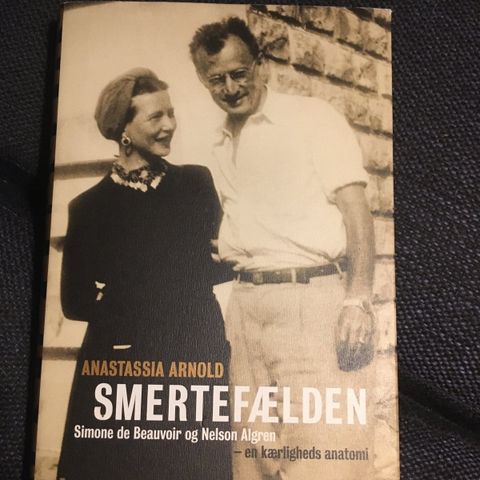 ANASTASSIA ARNOLD
SMERTEFÆLDEN
Simone de Beauvoir og Nelson Algren
– en kærligheds anatomi